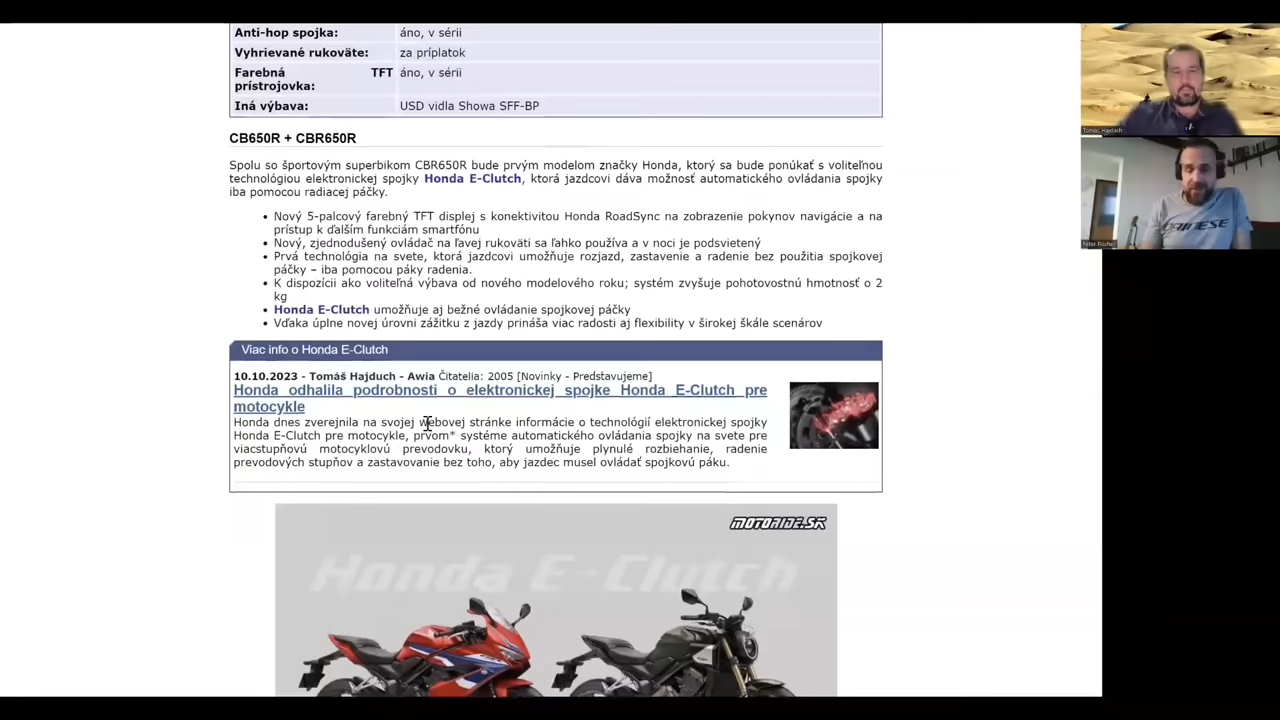 Anti-hop spojka: áno, v sérii
Vyhrievané rukoväte: za príplatok
Farebná TFT áno, v sérii
prístrojovka:
Iná výbava: USD vidla Showa SFF-BP
CB650R + CBR650R
Spolu so športovým superbikom CBR650R bude prvým modelom značky Honda, ktorý sa bude ponúkať s voliteľnou
technológiou elektronickej spojky Honda E-Clutch, ktorá jazdcovi dáva možnosť automatického ovládania spojky
iba pomocou radiacej páčky.
Nový 5-palcový farebný TFT displej s konektivitou Honda RoadSync na zobrazenie pokynov navigácie a na
prístup k ďalším funkciám smartfónu
Nový, zjednodušený ovládač na ľavej rukoväti sa ľahko používa a v noci je podsvietený
Prvá technológia na svete, ktorá jazdcovi umožňuje rozjazd, zastavenie a radenie bez použitia spojkovej
páčky – iba pomocou páky radenia.
K dispozícii ako voliteľná výbava od nového modelového roku; systém zvyšuje pohotovostnú hmotnosť o 2
kg
Honda E-Clutch umožňuje aj bežné ovládanie spojkovej páčky
Vďaka úplne novej úrovni zážitku z jazdy prináša viac radosti aj flexibility v širokej škále scenárov
Viac info o Honda E-Clutch
10.10.2023 - Tomáš Hajduch - Awia Čitatelia: 2005 [Novinky - Predstavujeme]
Honda odhalila podrobnosti o elektronickej spojke Honda E-Clutch pre
motocykle
Honda dnes zverejnila na svojej webovej stránke informácie o technológií elektronickej spojky
Honda E-Clutch pre motocykle, prvom* systéme automatického ovládania spojky na svete pre
viacstupňovú motocyklovú prevodovku, ktorý umožňuje plynulé rozbiehanie, radenie
prevodových stupňov a zastavovanie bez toho, aby jazdec musel ovládať spojkovú páku.
MOTORIDE.SK
Honda E-Clutch
Tomáš Hajduch
Peter Fischel
DAINESE